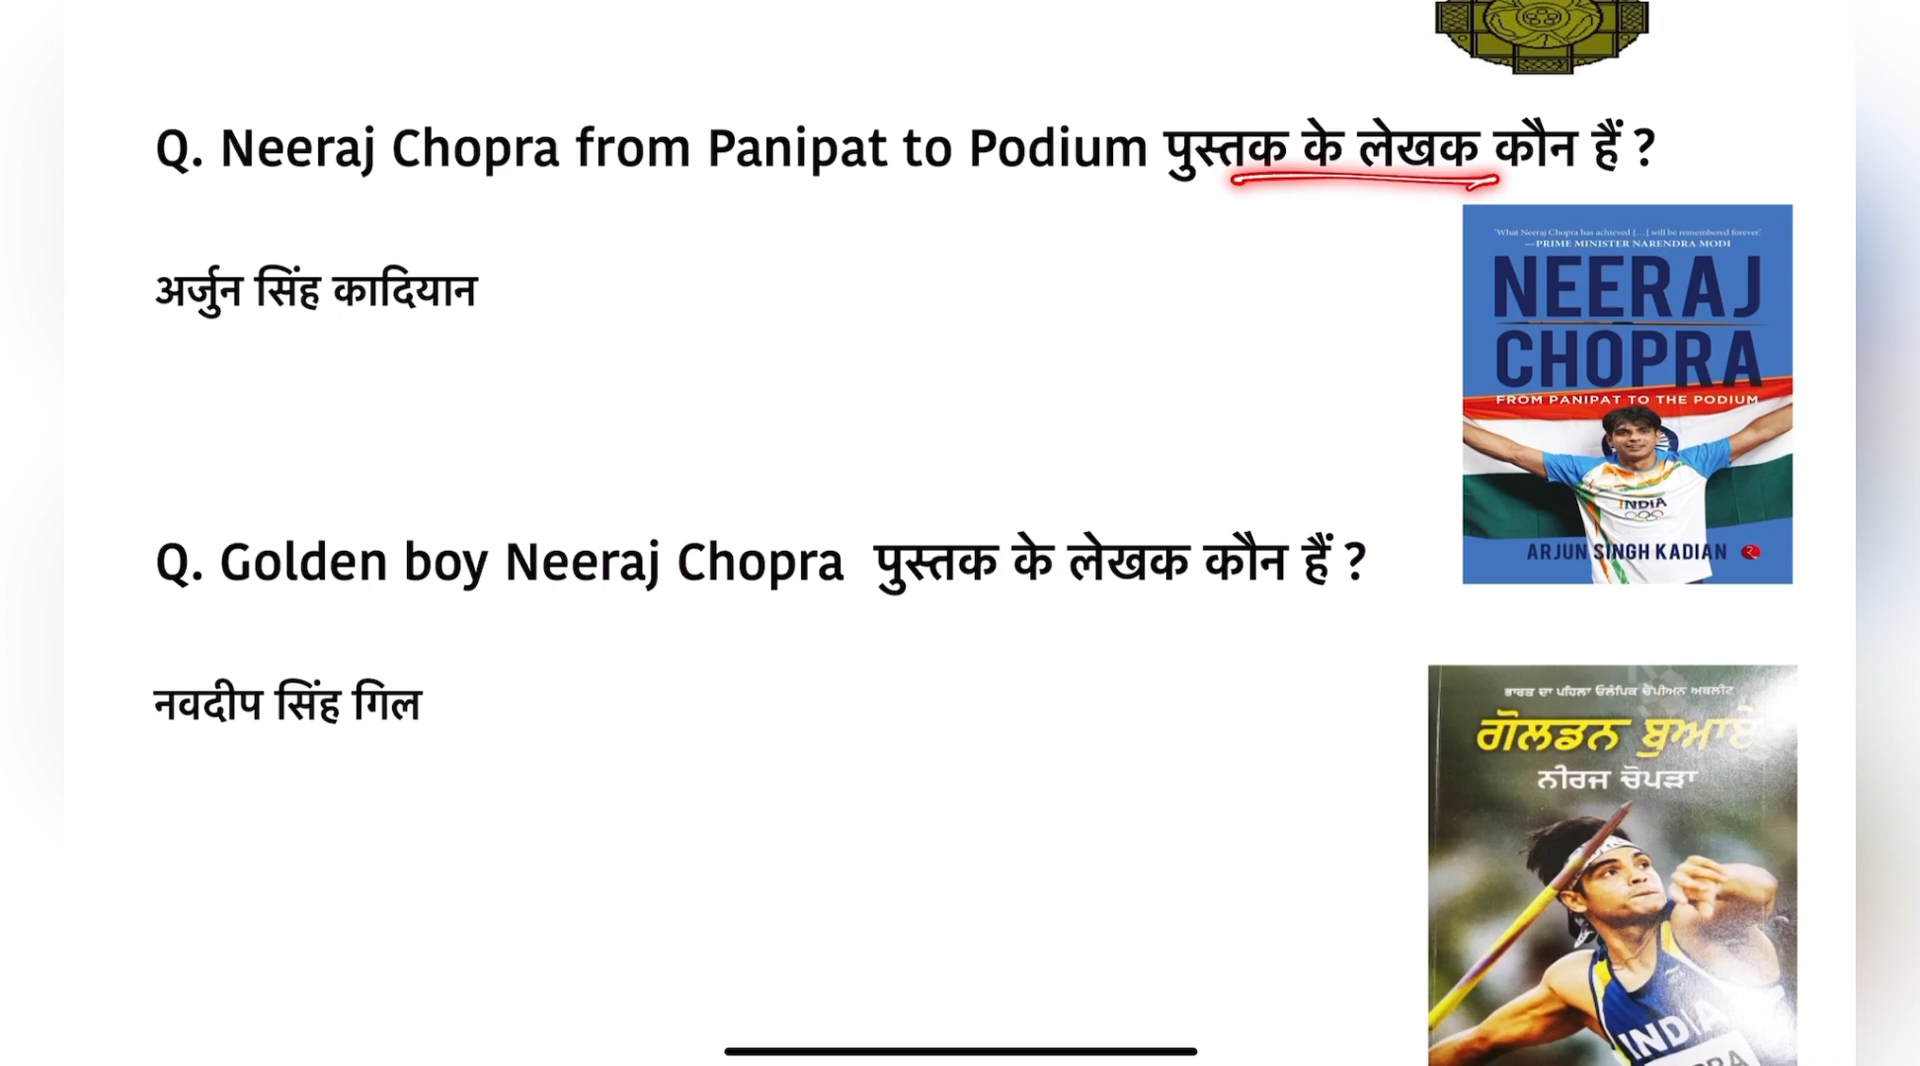 Q. Neeraj Chopra from Panipat to Podium पुस्तक के लेखक कौन हैं ?
अर्जुन सिंह कादियान
'What Neeraj Chopra has achieved [...] will be remembered forever.'
—PRIME MINISTER NARENDRA MODI
NEERAJ
CHOPRA
FROM PANIPAT TO THE PODIUM
INDIA
ARJUN SINGH KADIAN
Q. Golden boy Neeraj Chopra पुस्तक के लेखक कौन हैं ?
नवदीप सिंह गिल
ਭਾਰਤ ਦਾ ਪਹਿਲਾ ਓਲੰਪਿਕ ਚੈਂਪੀਅਨ ਅਥਲੀਟ
ਗੋਲਡਨ ਬੁਆਏ
ਨੀਰਜ ਚੋਪੜਾ
INDIA